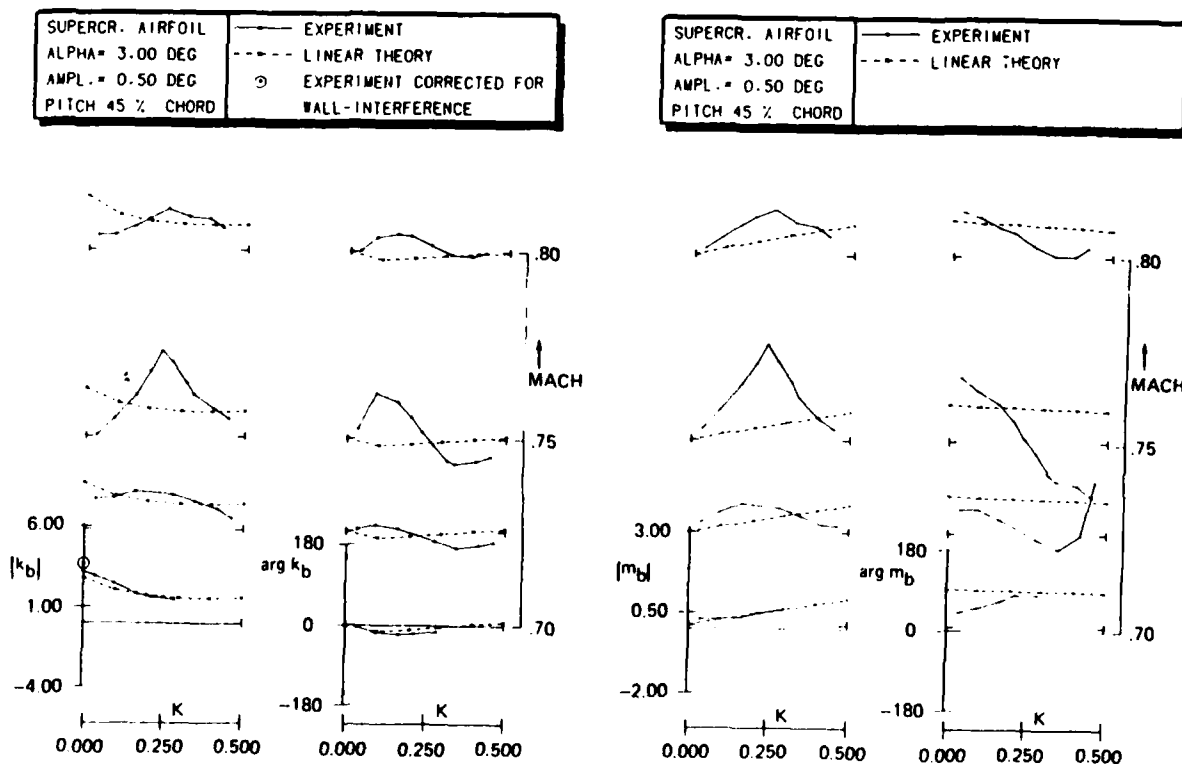 SUPERCR. AIRFOIL
ALPHA= 3.00 DEG
AMPL.= 0.50 DEG
PITCH 45 % CHORD
EXPERIMENT
LINEAR THEORY
EXPERIMENT CORRECTED FOR
WALL-INTERFERENCE
SUPERCR. AIRFOIL
ALPHA= 3.00 DEG
AMPL.= 0.50 DEG
PITCH 45 % CHORD
EXPERIMENT
LINEAR THEORY
.80
MACH
.75
.70
6.00
|kb|
1.00
-4.00
K
0.000 0.250 0.500
180
arg kb
0
-180
K
0.000 0.250 0.500
.80
MACH
.75
.70
3.00
|mb|
0.50
-2.00
K
0.000 0.250 0.500
180
arg mb
0
-180
K
0.000 0.250 0.500